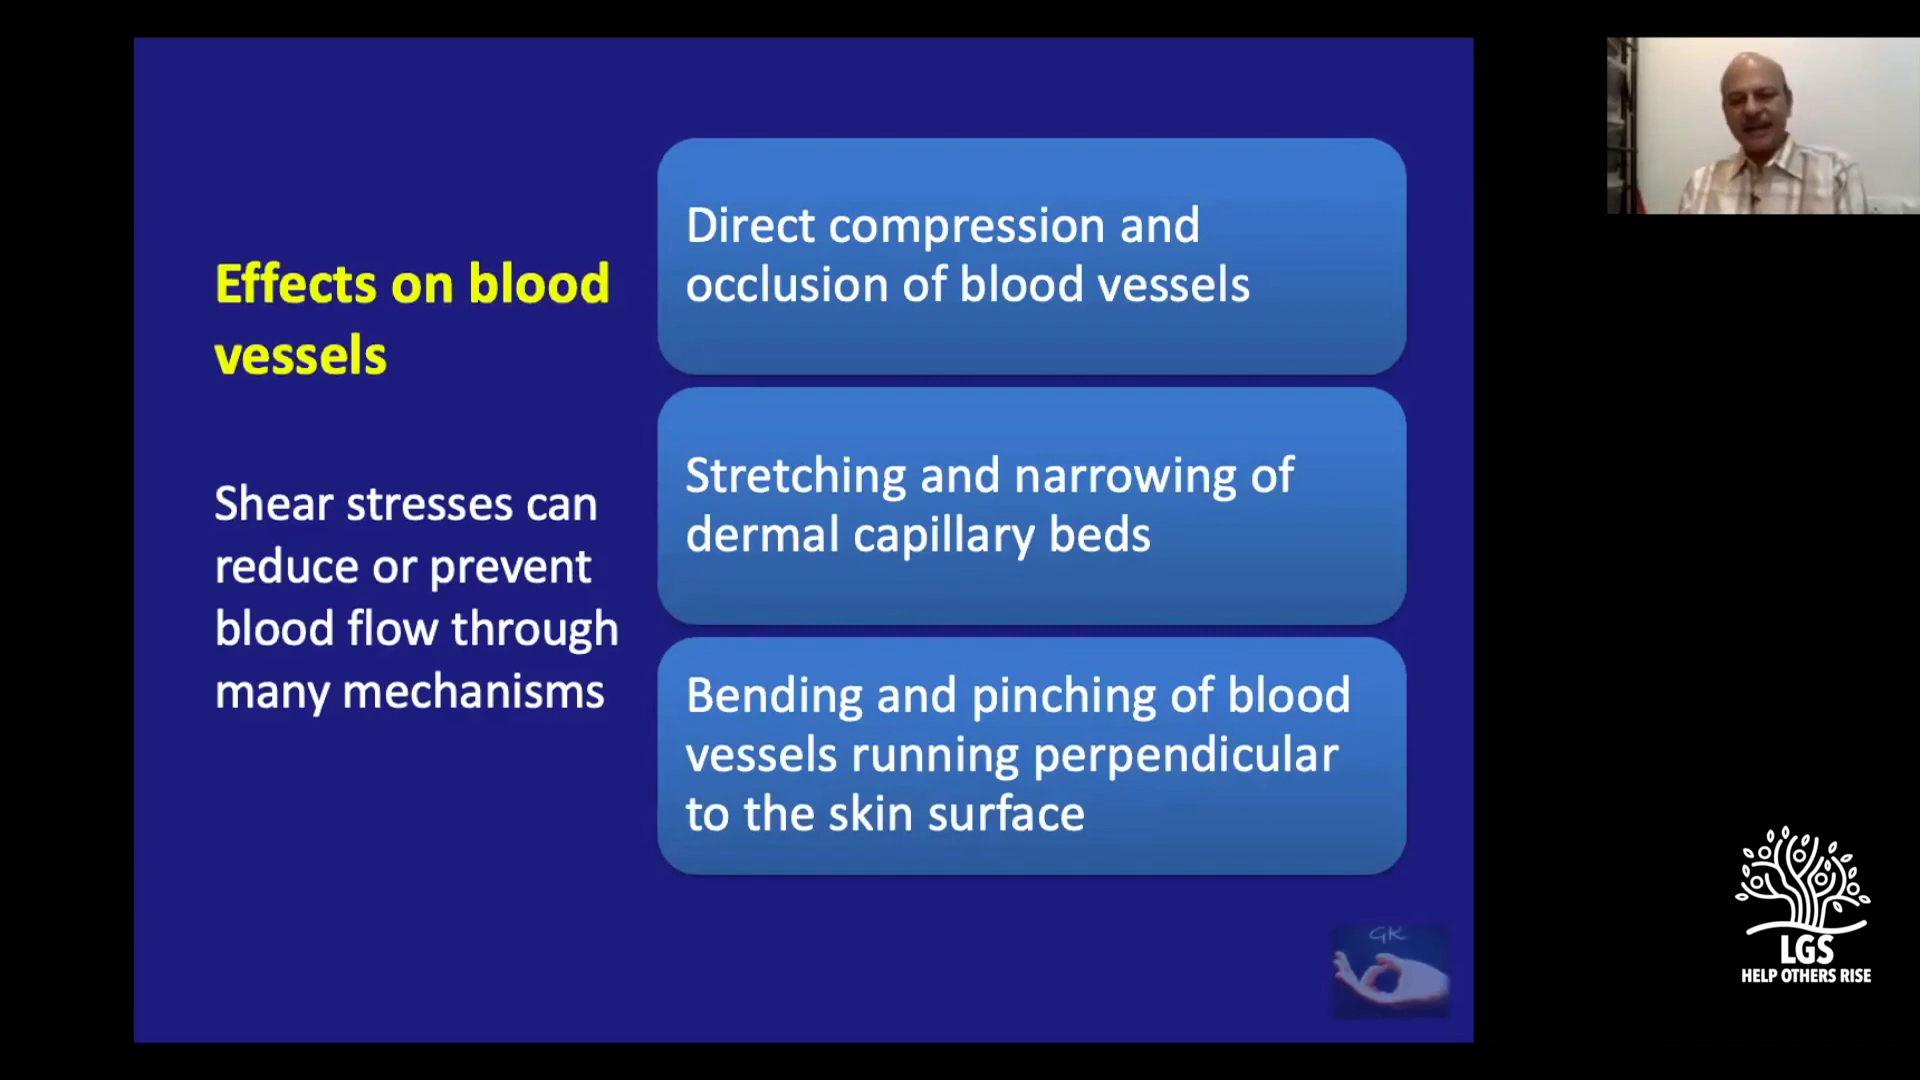 Effects on blood
vessels
Shear stresses can
reduce or prevent
blood flow through
many mechanisms
Direct compression and
occlusion of blood vessels
Stretching and narrowing of
dermal capillary beds
Bending and pinching of blood
vessels running perpendicular
to the skin surface
GK
LGS
HELP OTHERS RISE